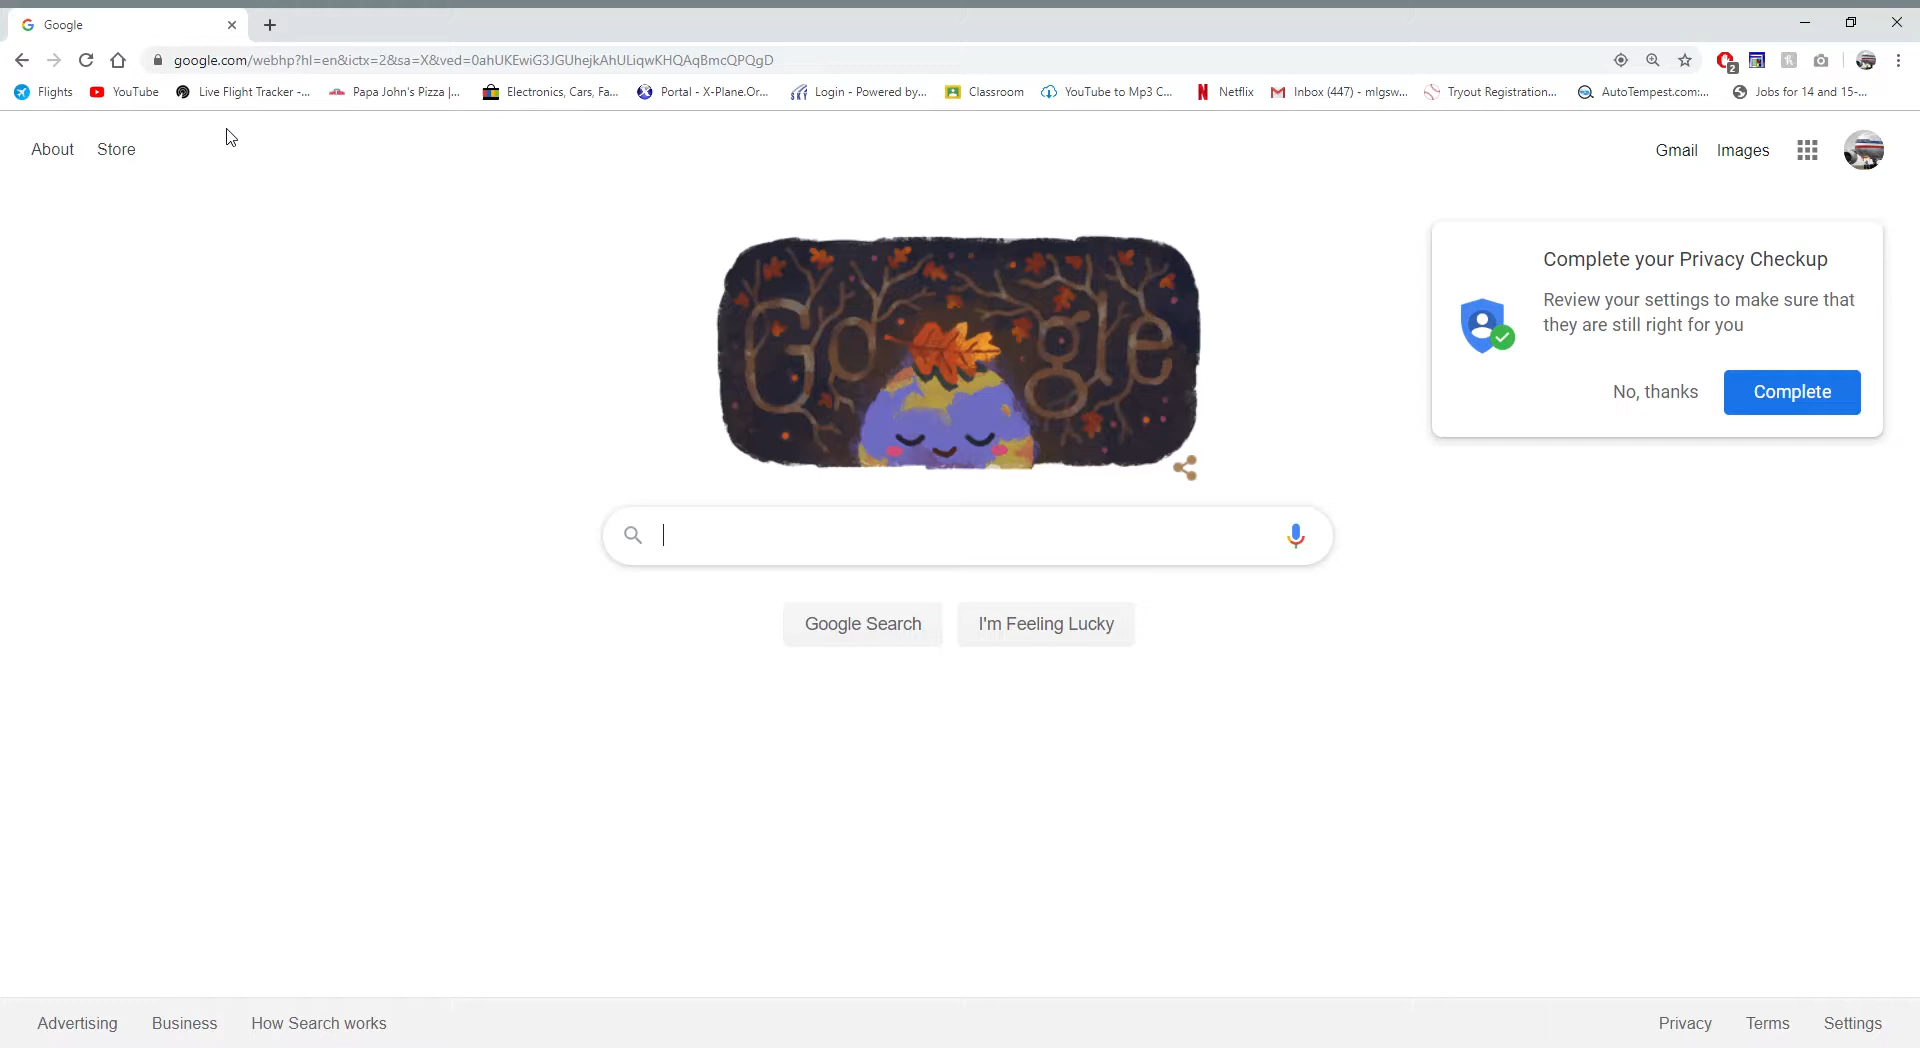 Google
google.com/webhp?hl=en&ictx=2&sa=X&ved=0ahUKEwiG3JGUhejkAhULiqwKHQAqBmcQPQgD
2
Flights YouTube Live Flight Tracker -... Papa John's Pizza |... Electronics, Cars, Fa... Portal - X-Plane.Or... Login - Powered by... Classroom YouTube to Mp3 C... Netflix Inbox (447) - mlgsw... Tryout Registration... AutoTempest.com:... Jobs for 14 and 15-...
About Store Gmail Images
Google
Complete your Privacy Checkup
Review your settings to make sure that
they are still right for you
No, thanks Complete
Google Search I'm Feeling Lucky
Advertising Business How Search works Privacy Terms Settings